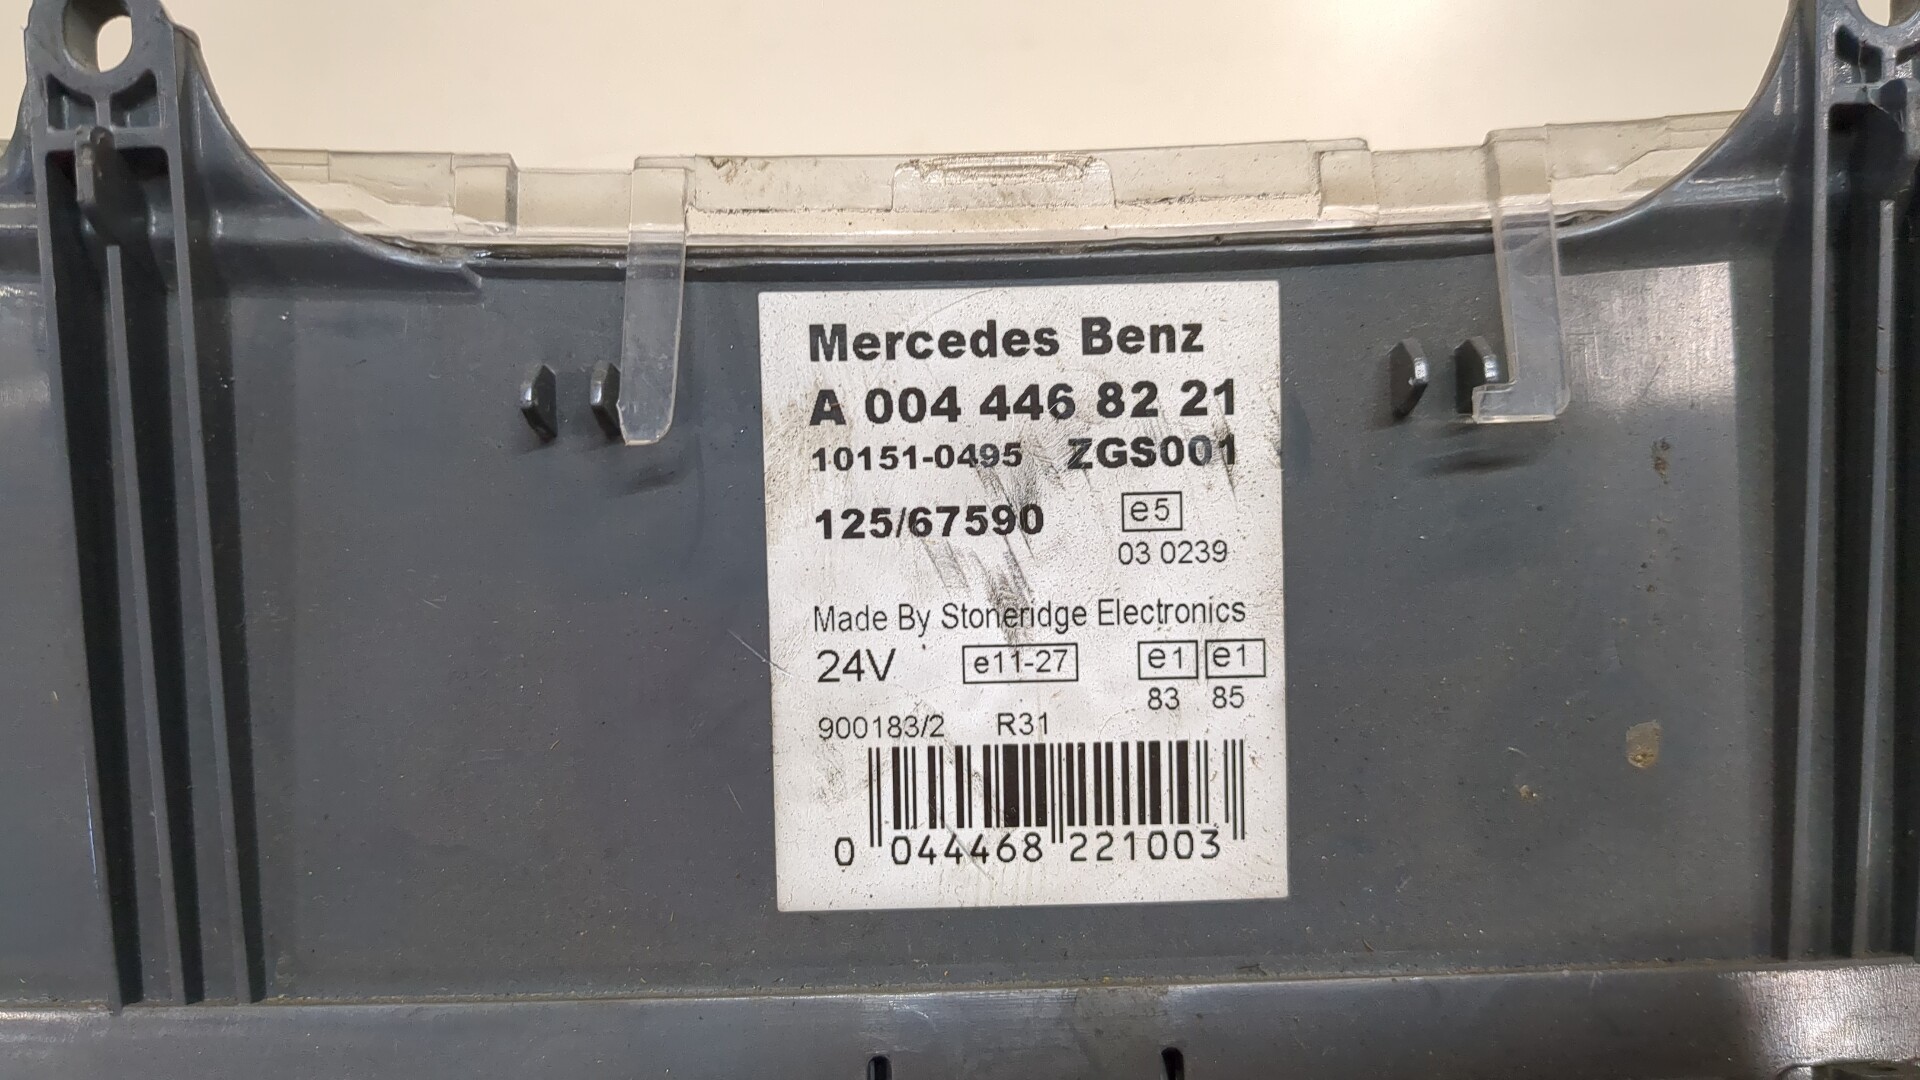 Mercedes Benz
A 004 446 82 21
10151-0495 ZGS001
125/67590 e5
03 0239
Made By Stoneridge Electronics
24V e11-27 e1 e1
83 85
900183/2 R31
0 044468 221003